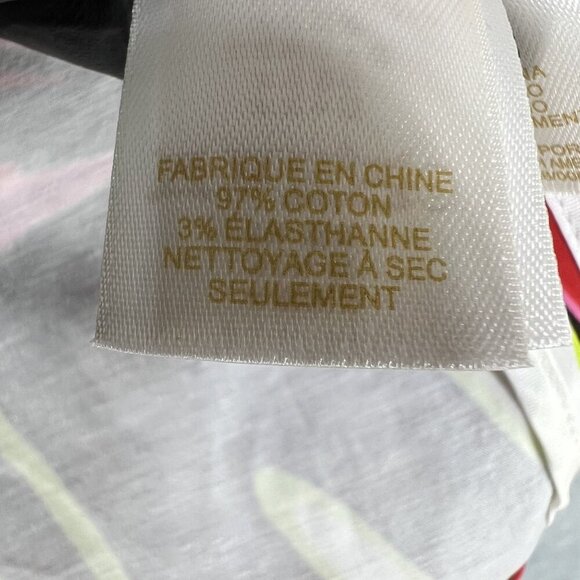 FABRIQUE EN CHINE
97% COTON
3% ÉLASTHANNE
NETTOYAGE À SEC
SEULEMENT